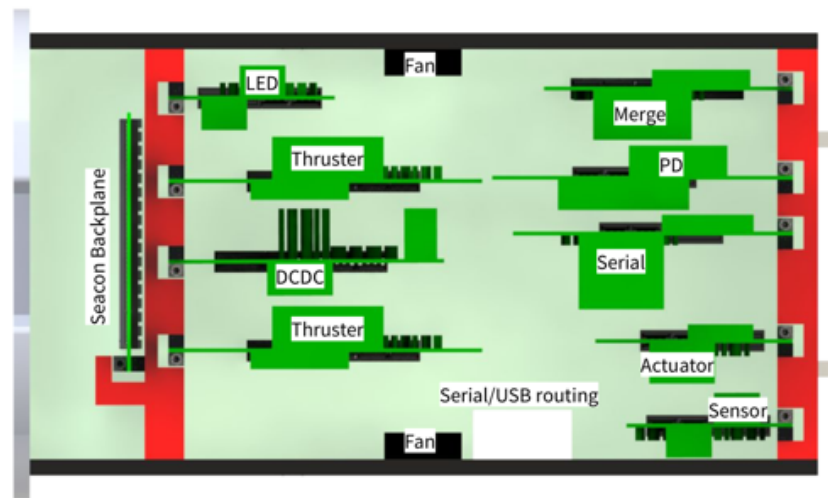 Fan
LED
Merge
Thruster
PD
Seacon Backplane
Serial
DCDC
Thruster
Actuator
Serial/USB routing
Sensor
Fan